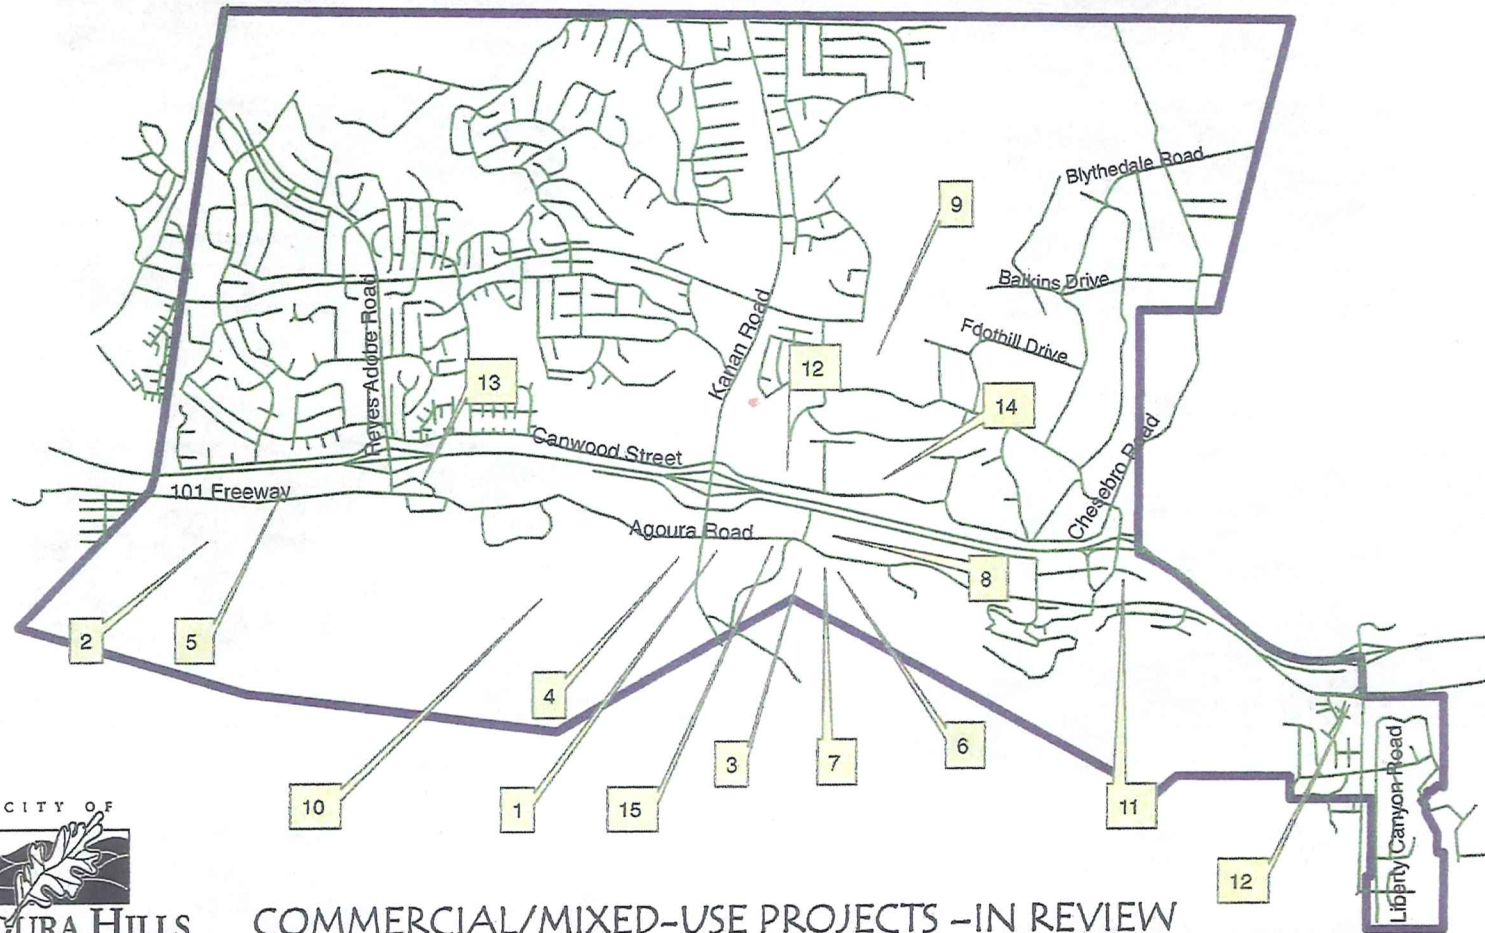 Blythedale Road
9
Balkins Drive
Foothill Drive
Kanan Road
Reyes Adobe Road
12
13
14
Canwood Street
Chesebro Road
101 Freeway
Agoura Road
8
2
5
4
3
7
6
10
1
15
11
Liberty Canyon Road
12
CITY OF
URA HILLS
COMMERCIAL/MIXED-USE PROJECTS –IN REVIEW